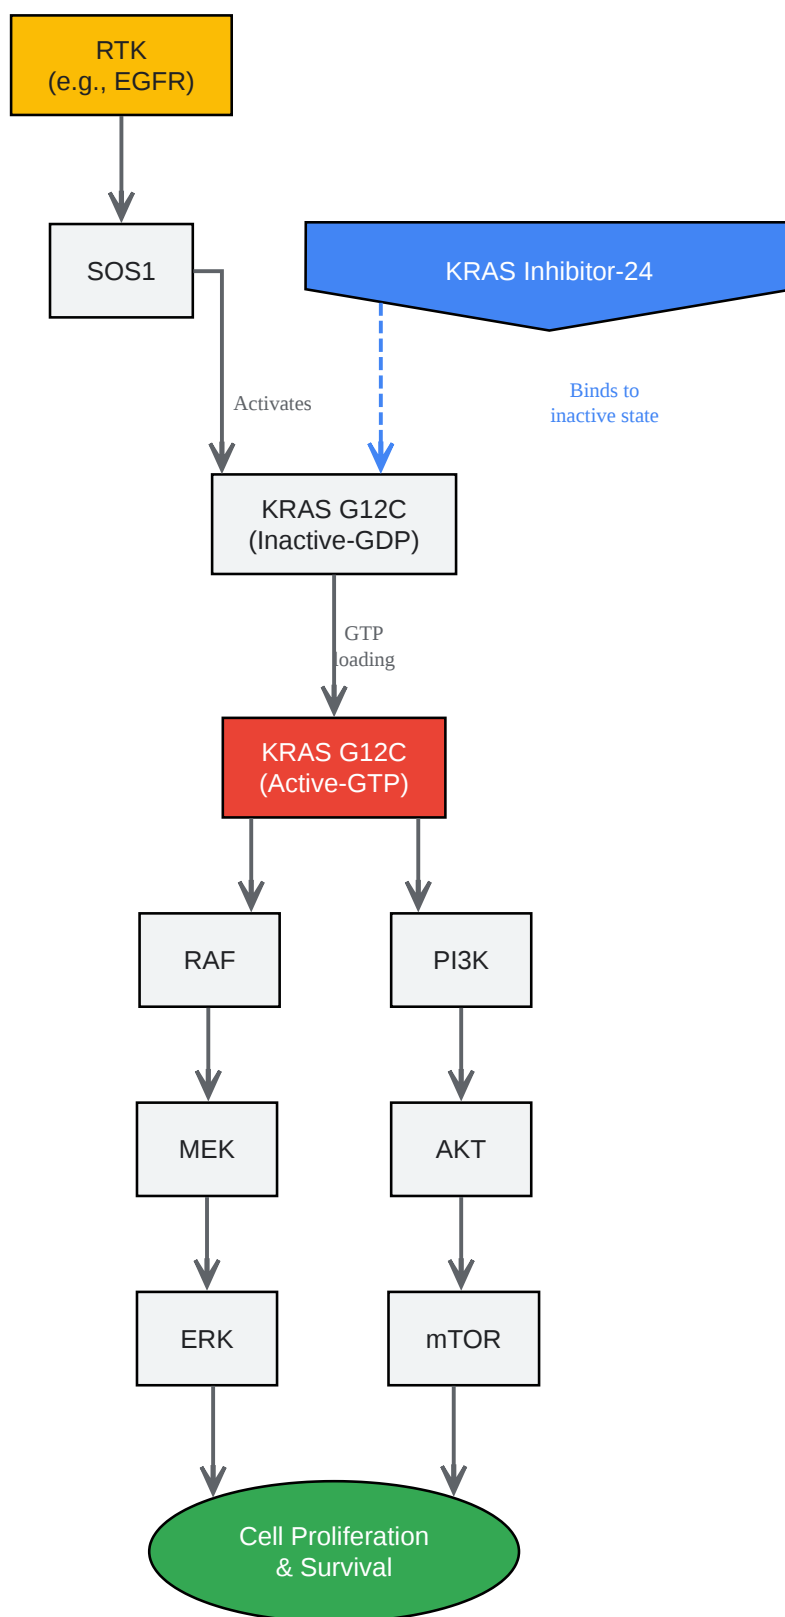 RTK
(e.g., EGFR)
SOS1
KRAS Inhibitor-24
Activates
Binds to
inactive state
KRAS G12C
(Inactive-GDP)
GTP
loading
KRAS G12C
(Active-GTP)
RAF
PI3K
MEK
AKT
ERK
mTOR
Cell Proliferation
& Survival